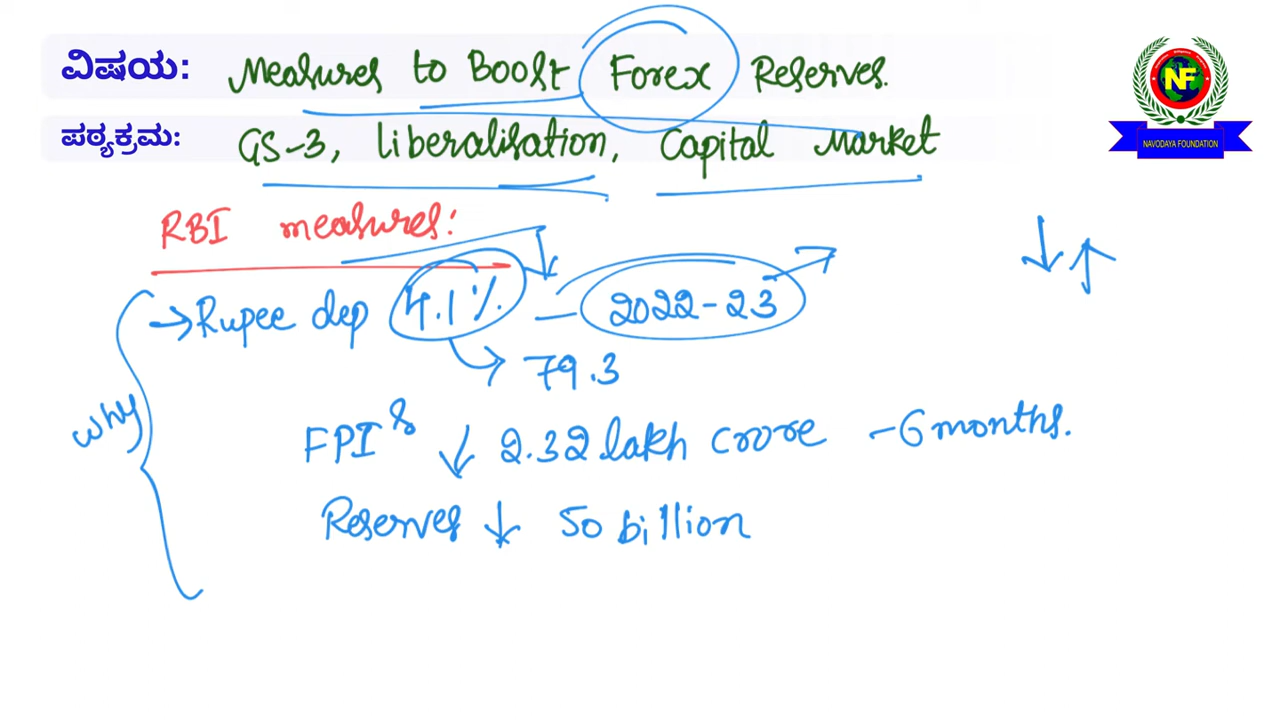 ವಿಷಯ: Measures to Boost Forex Reserves.
ಪಠ್ಯಕ್ರಮ: GS-3, Liberalisation, Capital Market
NF
NAVODAYA FOUNDATION
RBI measures:
→Rupee dep 4.1% - 2022-23
79.3
why
FPIs ↓ 2.32 lakh crore - 6 months.
Reserves ↓ 50 billion